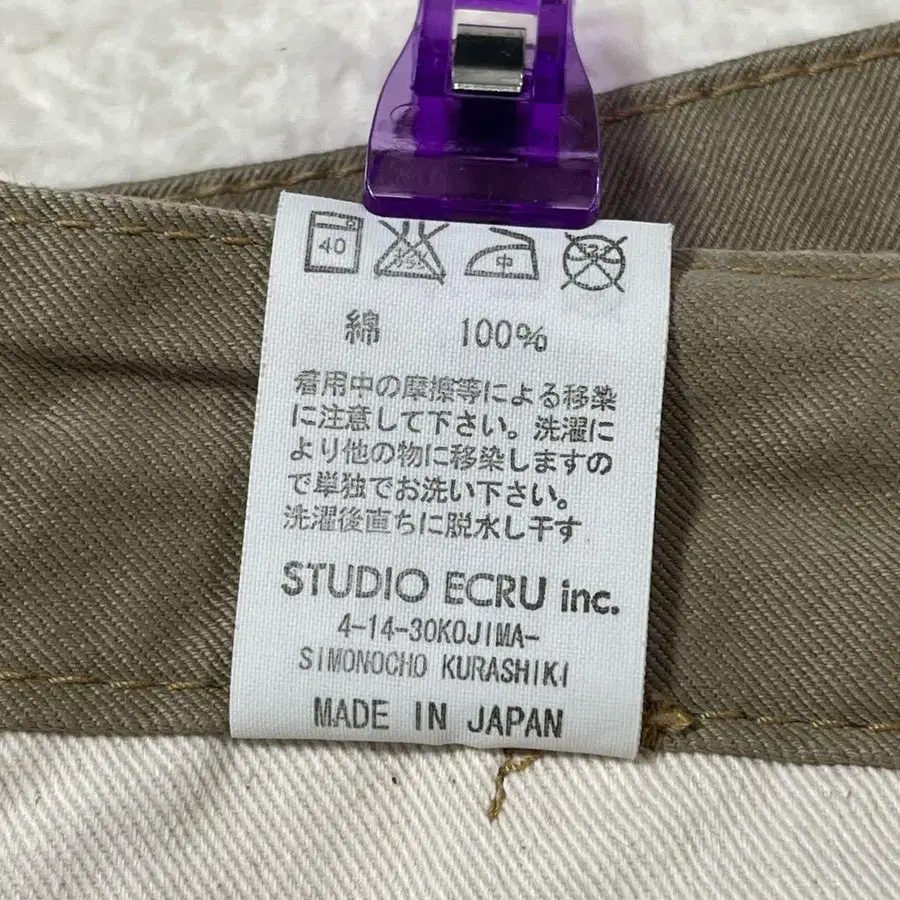 40 中
綿 100%
着用中の摩擦等による移染
に注意して下さい。洗濯に
より他の物に移染しますの
で単独でお洗い下さい。
洗濯後直ちに脱水し干す
STUDIO ECRU inc.
4-14-30KOJIMA-
SIMONOCHO KURASHIKI
MADE IN JAPAN